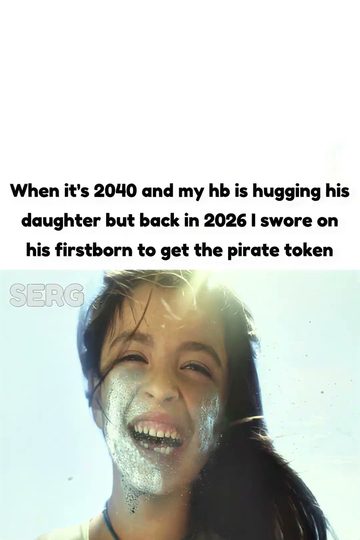 When it's 2040 and my hb is hugging his
daughter but back in 2026 I swore on
his firstborn to get the pirate token
SERG